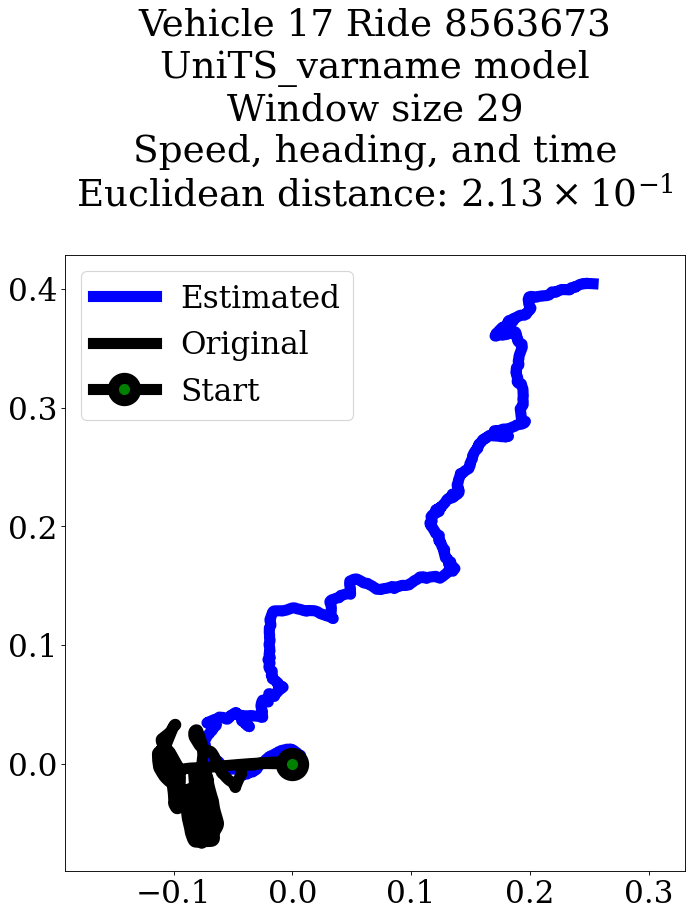 Vehicle 17 Ride 8563673
UniTS_varname model
Window size 29
Speed, heading, and time
Euclidean distance: 2.13 × 10⁻¹
Estimated
Original
Start
0.4
0.3
0.2
0.1
0.0
−0.1 0.0 0.1 0.2 0.3